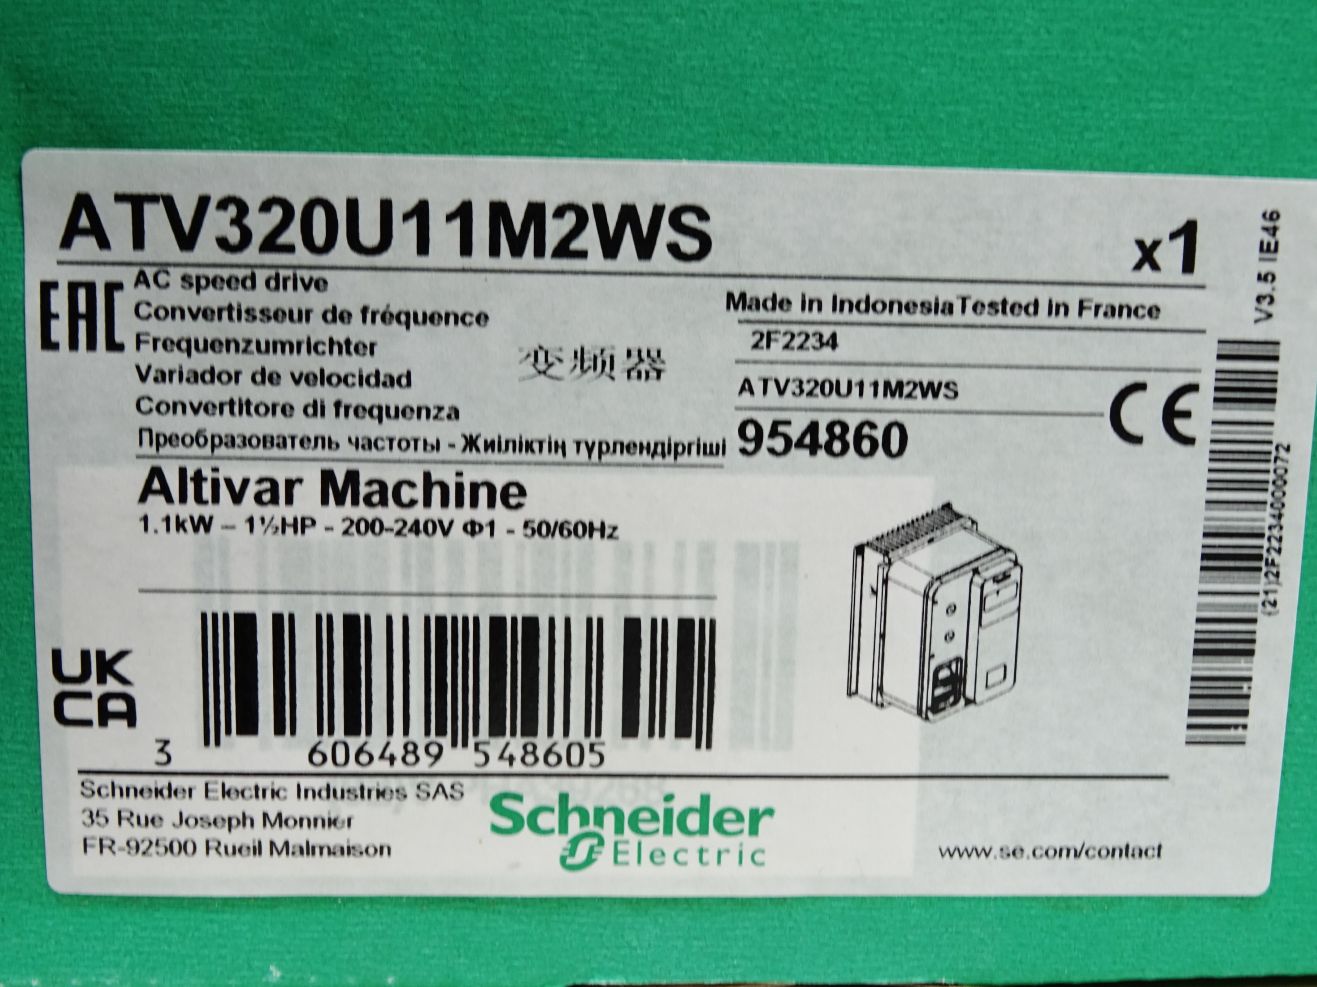 ATV320U11M2WS
x1
EAC
AC speed drive
Convertisseur de fréquence
Frequenzumrichter
Variador de velocidad
Convertitore di frequenza
Преобразователь частоты - Жиіліктің түрлендіргіші
变频器
Made in Indonesia Tested in France
2F2234
ATV320U11M2WS
954860
CE
V3.5 IE46
(21)2F2234000072
Altivar Machine
1.1kW - 1½HP - 200-240V Φ1 - 50/60Hz
UK
CA
3 606489 548605
Schneider Electric Industries SAS
35 Rue Joseph Monnier
FR-92500 Rueil Malmaison
Schneider
Electric
www.se.com/contact